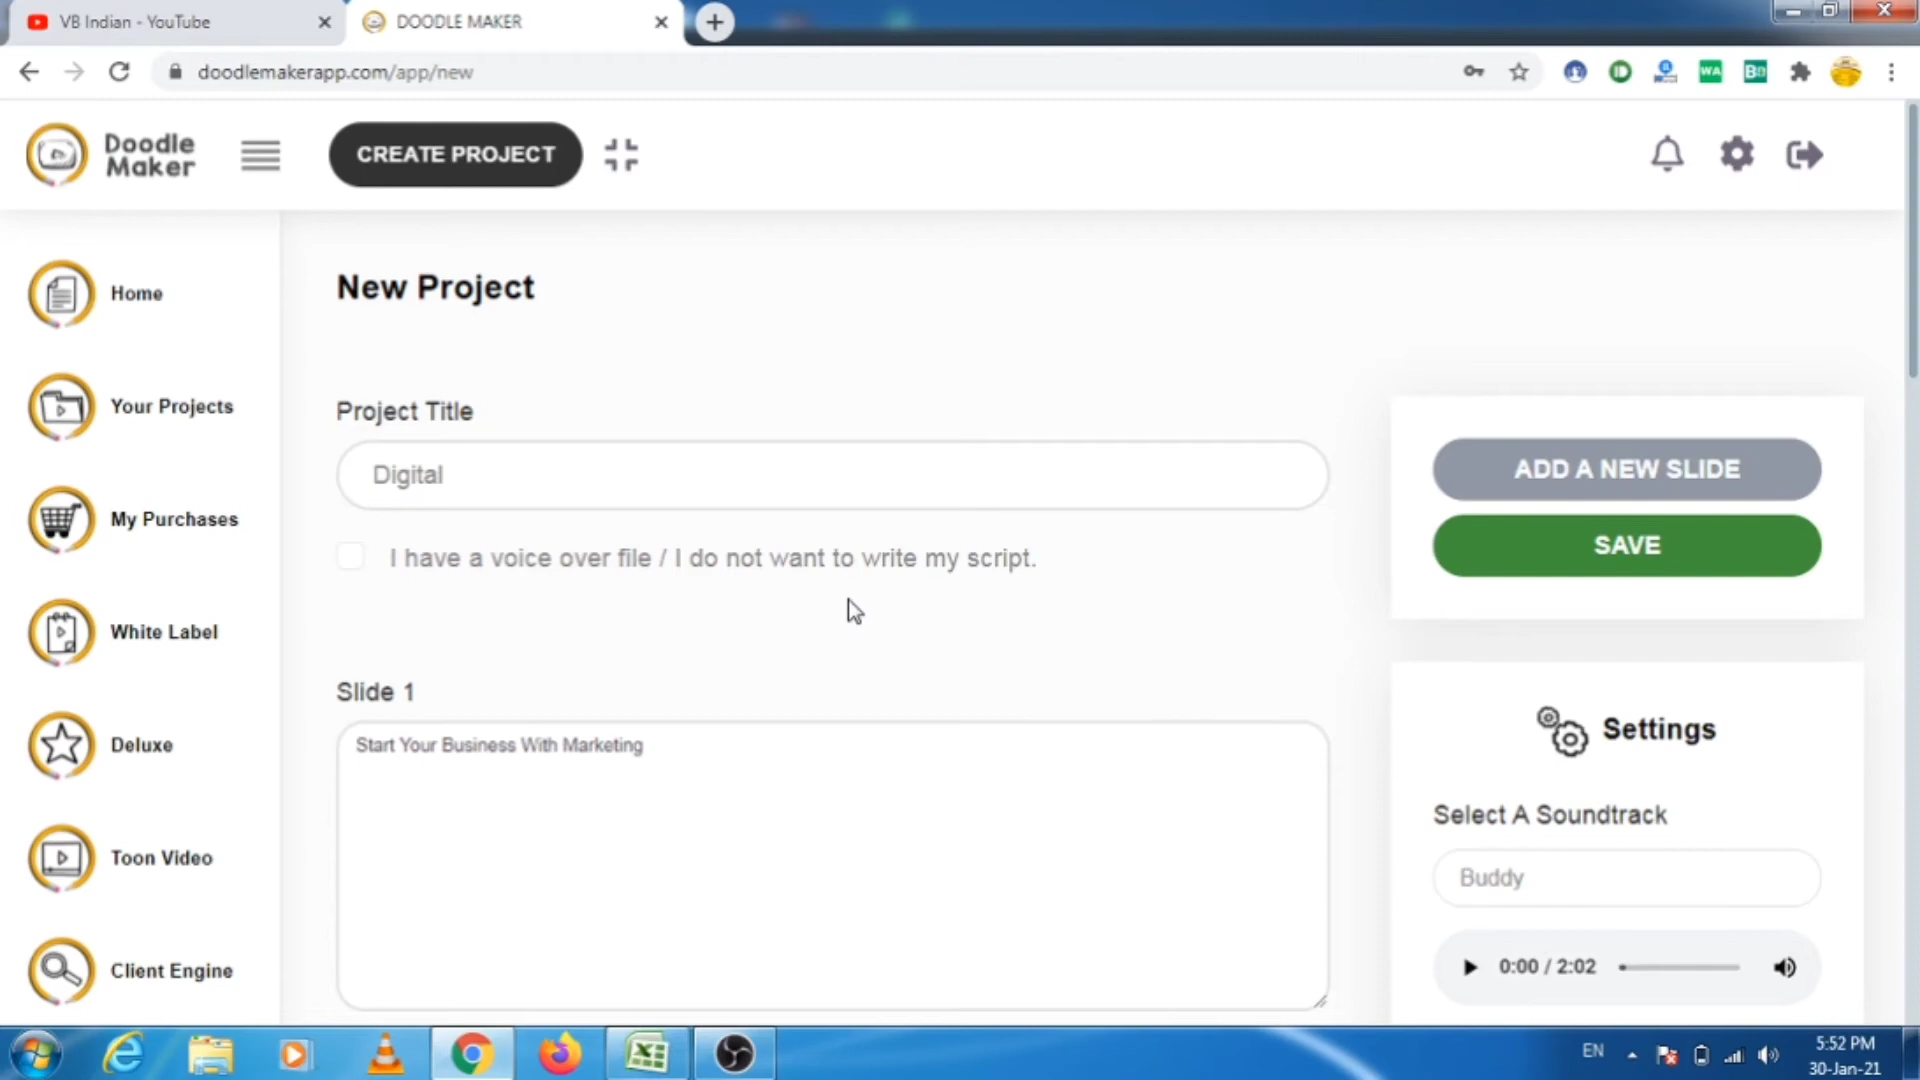 VB Indian - YouTube
DOODLE MAKER
doodlemakerapp.com/app/new
WA
Doodle
Maker
CREATE PROJECT
Home
Your Projects
My Purchases
White Label
Deluxe
Toon Video
Client Engine
New Project
Project Title
Digital
I have a voice over file / I do not want to write my script.
Slide 1
Start Your Business With Marketing
ADD A NEW SLIDE
SAVE
Settings
Select A Soundtrack
Buddy
0:00 / 2:02
EN
5:52 PM
30-Jan-21